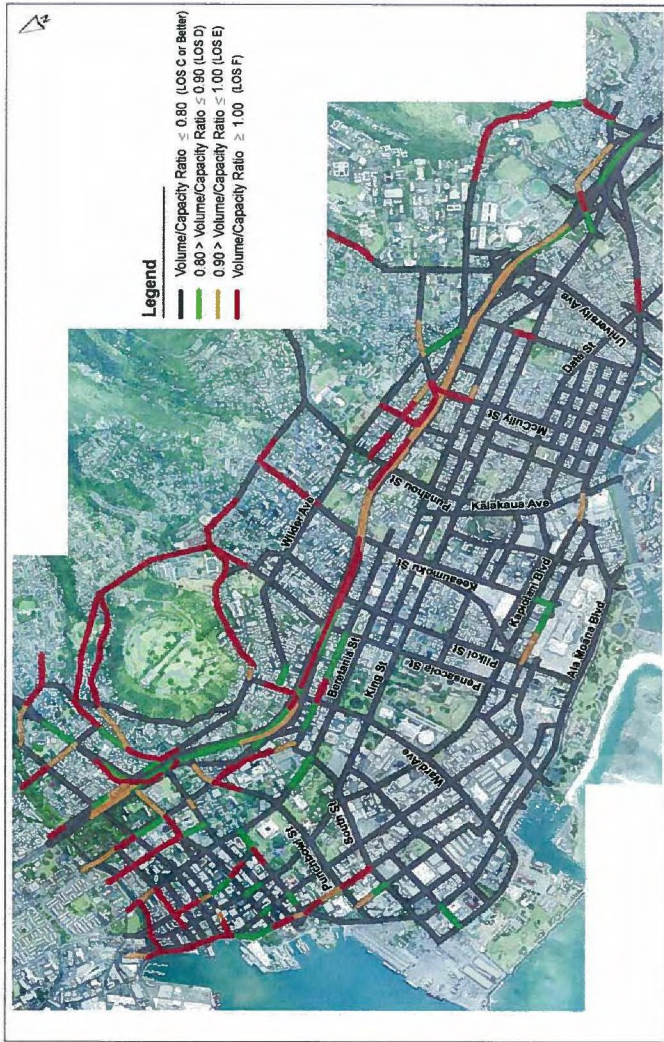 N
Legend
Volume/Capacity Ratio ≤ 0.80 (LOS C or Better)
0.80 > Volume/Capacity Ratio ≤ 0.90 (LOS D)
0.90 > Volume/Capacity Ratio ≤ 1.00 (LOS E)
Volume/Capacity Ratio ≥ 1.00 (LOS F)
Wilder Ave
Punahou St
McCully St
Date St
University Ave
Kalakaua Ave
Keeaumoku St
Kapiolani Blvd
Piikoi St
Pensacola St
Ala Moana Blvd
Beretania St
King St
Ward Ave
South St
Punchbowl St